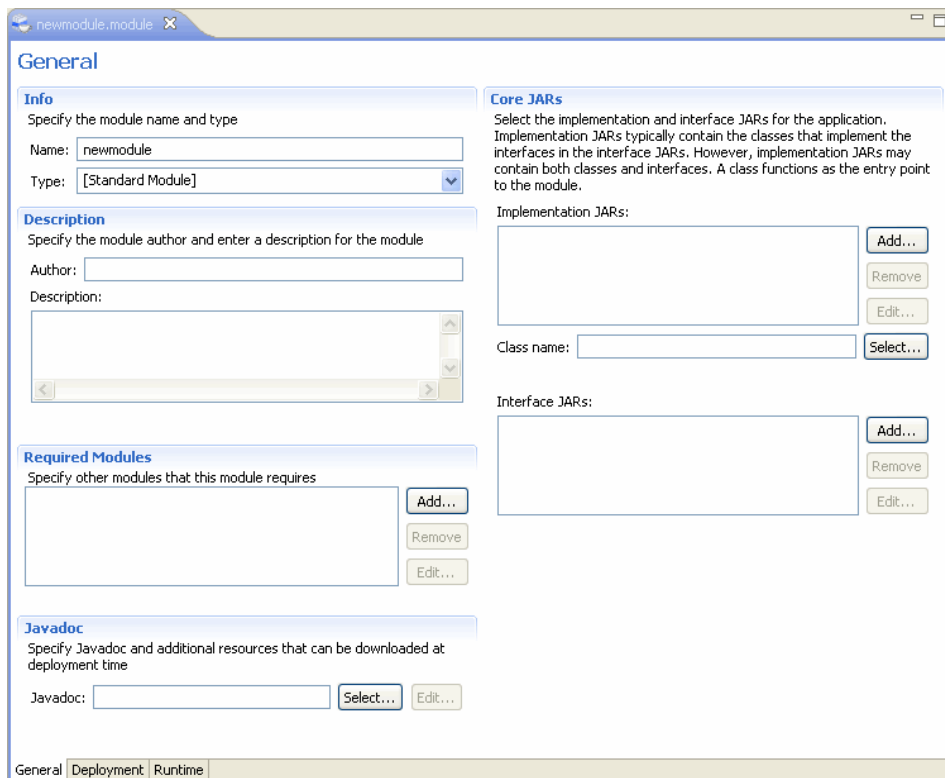 newmodule.module
General
Info
Specify the module name and type
Name: newmodule
Type: [Standard Module]
Description
Specify the module author and enter a description for the module
Author:
Description:
Required Modules
Specify other modules that this module requires
Add...
Remove
Edit...
Javadoc
Specify Javadoc and additional resources that can be downloaded at
deployment time
Javadoc: Select... Edit...
Core JARs
Select the implementation and interface JARs for the application.
Implementation JARs typically contain the classes that implement the
interfaces in the interface JARs. However, implementation JARs may
contain both classes and interfaces. A class functions as the entry point
to the module.
Implementation JARs:
Add...
Remove
Edit...
Class name: Select...
Interface JARs:
Add...
Remove
Edit...
General Deployment Runtime